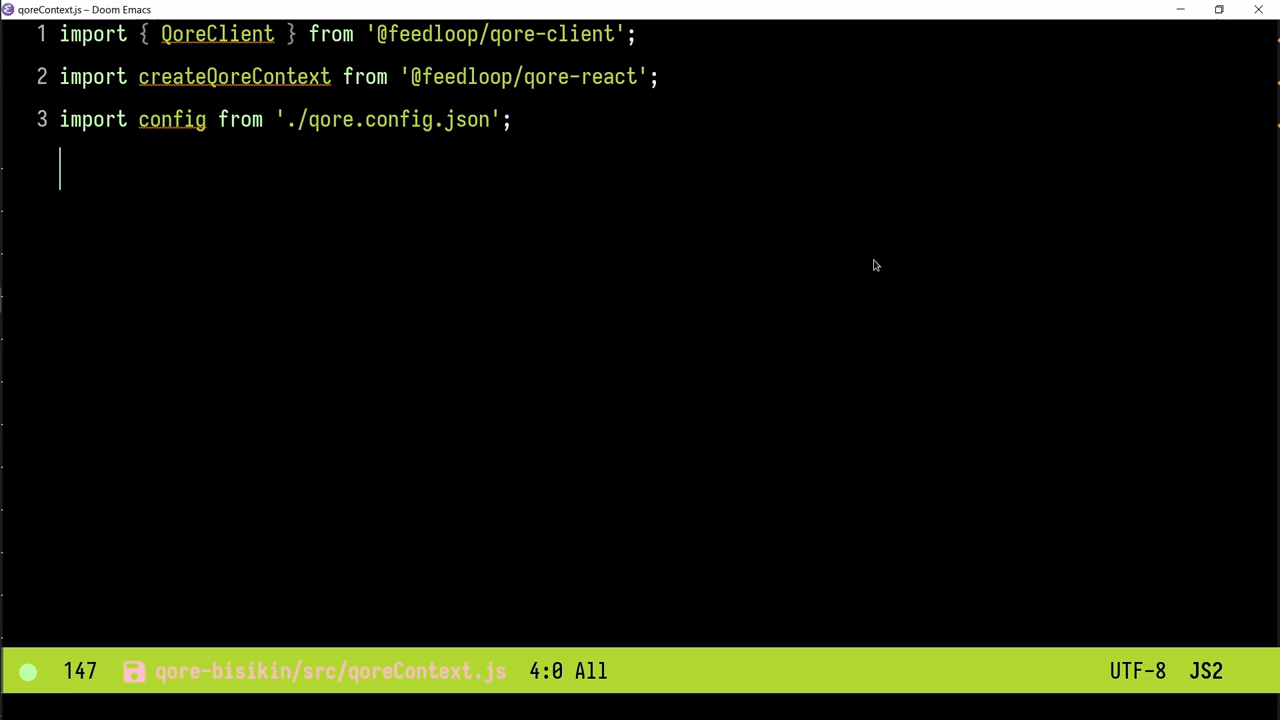 qoreContext.js – Doom Emacs
1 import { QoreClient } from '@feedloop/qore-client';
2 import createQoreContext from '@feedloop/qore-react';
3 import config from './qore.config.json';
147 qore-bisikin/src/qoreContext.js 4:0 All UTF-8 JS2